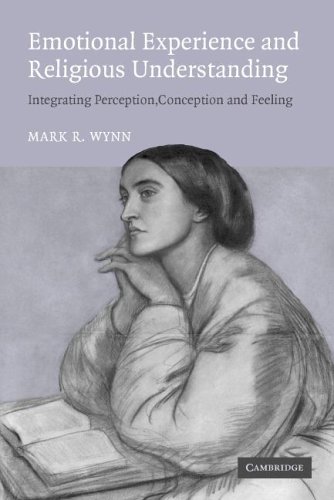 Emotional Experience and
Religious Understanding
Integrating Perception,Conception and Feeling
MARK R. WYNN
CAMBRIDGE